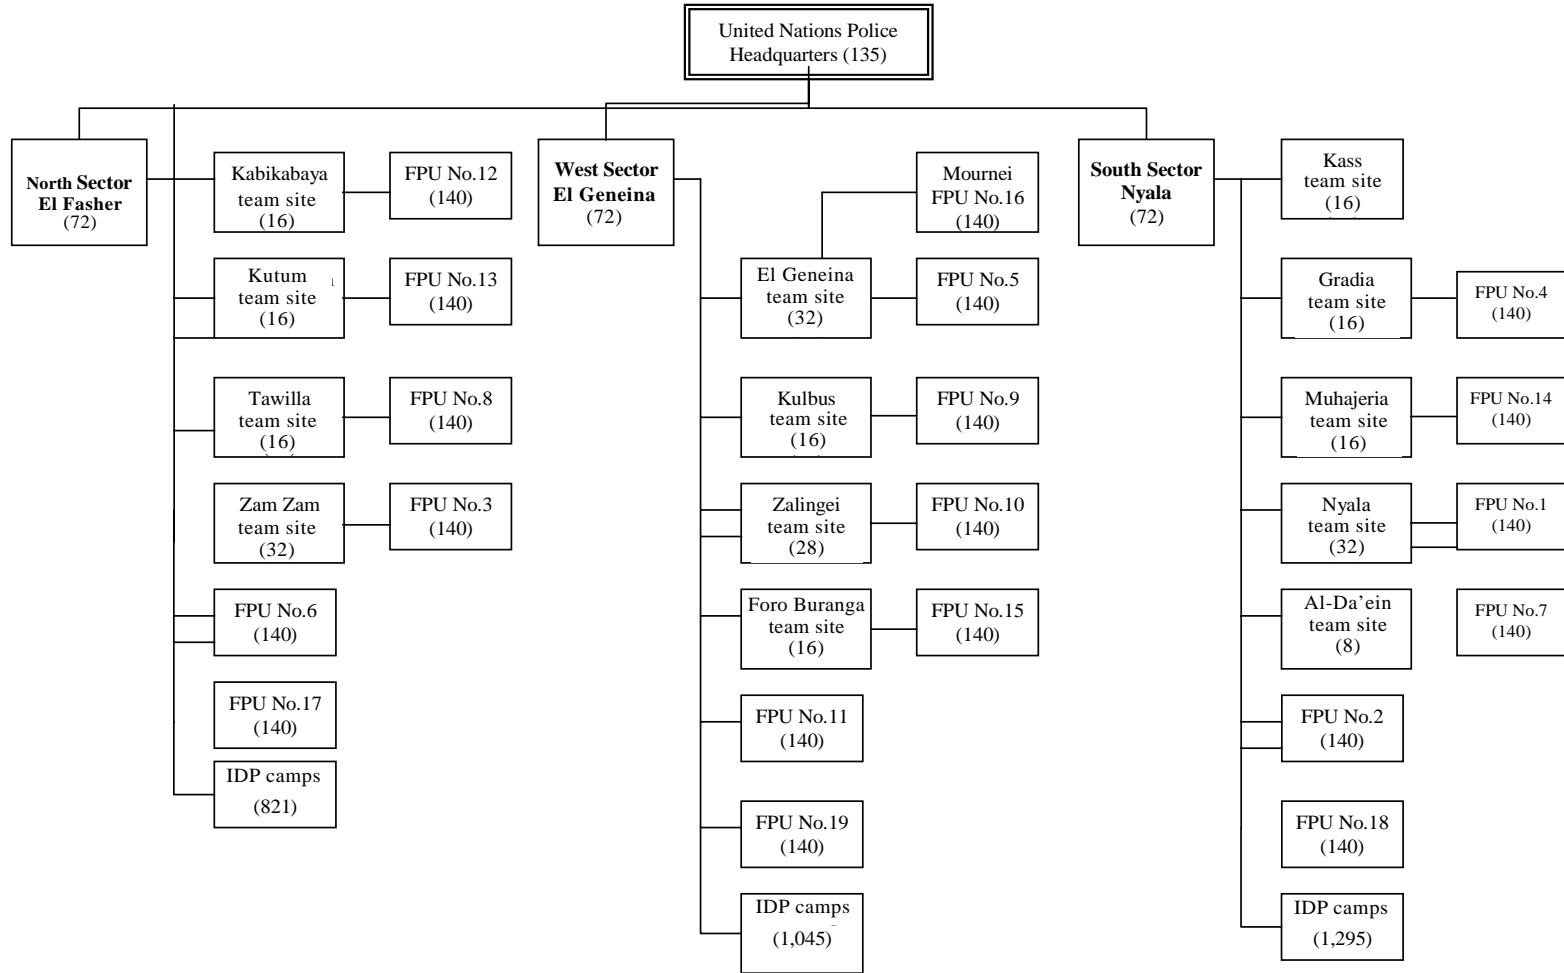 United Nations Police
Headquarters (135)
North Sector
El Fasher
(72)
Kabikabaya
team site
(16)
FPU No.12
(140)
Kutum
team site
(16)
FPU No.13
(140)
Tawilla
team site
(16)
FPU No.8
(140)
Zam Zam
team site
(32)
FPU No.3
(140)
FPU No.6
(140)
FPU No.17
(140)
IDP camps
(821)
West Sector
El Geneina
(72)
Mournei
FPU No.16
(140)
El Geneina
team site
(32)
FPU No.5
(140)
Kulbus
team site
(16)
FPU No.9
(140)
Zalingei
team site
(28)
FPU No.10
(140)
Foro Buranga
team site
(16)
FPU No.15
(140)
FPU No.11
(140)
FPU No.19
(140)
IDP camps
(1,045)
South Sector
Nyala
(72)
Kass
team site
(16)
Gradia
team site
(16)
FPU No.4
(140)
Muhajeria
team site
(16)
FPU No.14
(140)
Nyala
team site
(32)
FPU No.1
(140)
Al-Da’ein
team site
(8)
FPU No.7
(140)
FPU No.2
(140)
FPU No.18
(140)
IDP camps
(1,295)